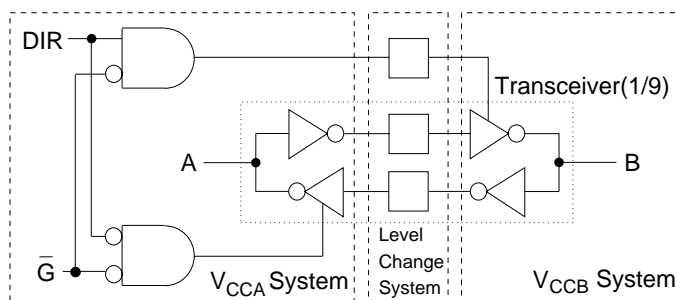 DIR
Transceiver(1/9)
A
B
Level
Change
System
G̅
VCCA System
VCCB System